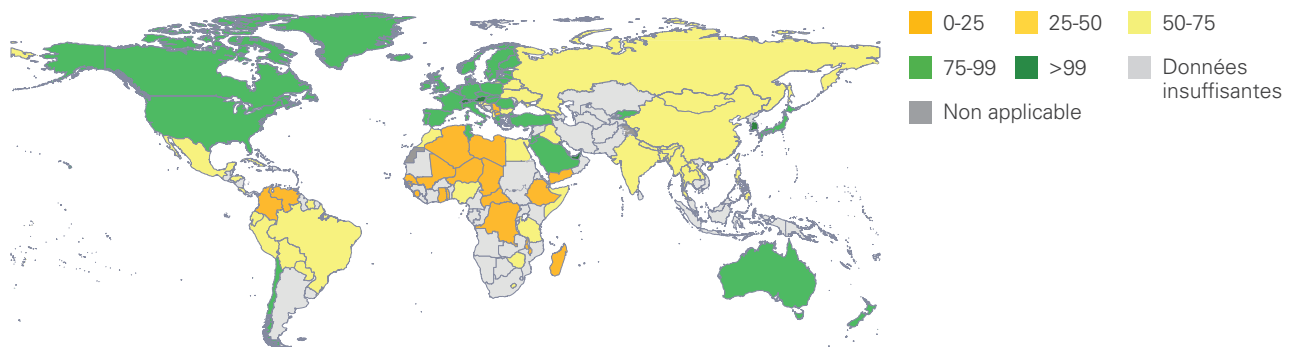 0-25
25-50
50-75
75-99
>99
Données
insuffisantes
Non applicable